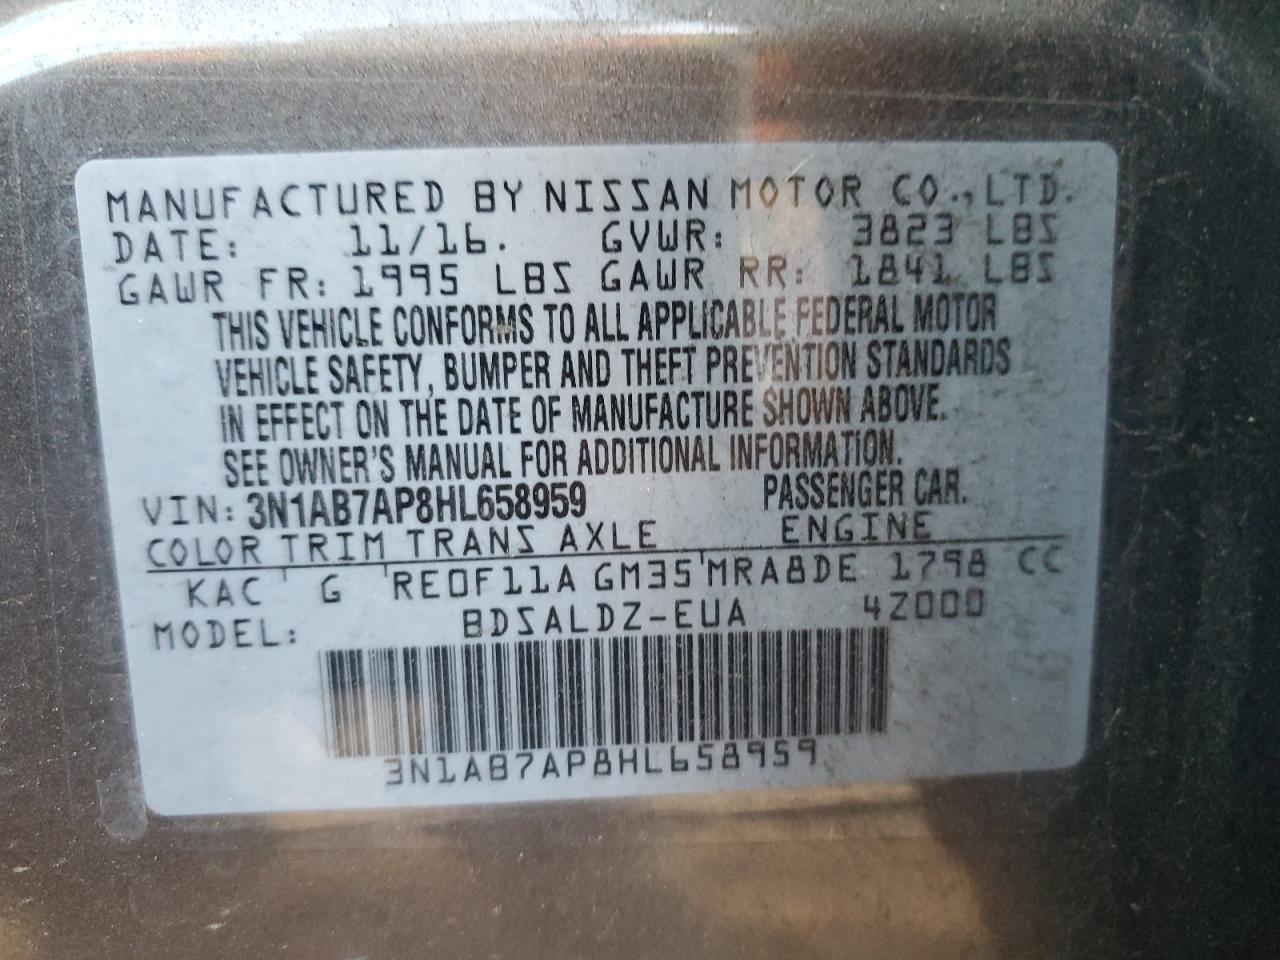 MANUFACTURED BY NISSAN MOTOR CO., LTD.
DATE: 11/16. GVWR: 3823 LBS
GAWR FR: 1995 LBS GAWR RR: 1841 LBS
THIS VEHICLE CONFORMS TO ALL APPLICABLE FEDERAL MOTOR
VEHICLE SAFETY, BUMPER AND THEFT PREVENTION STANDARDS
IN EFFECT ON THE DATE OF MANUFACTURE SHOWN ABOVE.
SEE OWNER'S MANUAL FOR ADDITIONAL INFORMATION.
VIN: 3N1AB7AP8HL658959 PASSENGER CAR.
COLOR TRIM TRANS AXLE ENGINE
KAC G RE0F11A GM35 MRA8DE 1798 CC
MODEL: BDSALDZ-EUA 4Z000
3N1AB7AP8HL658959